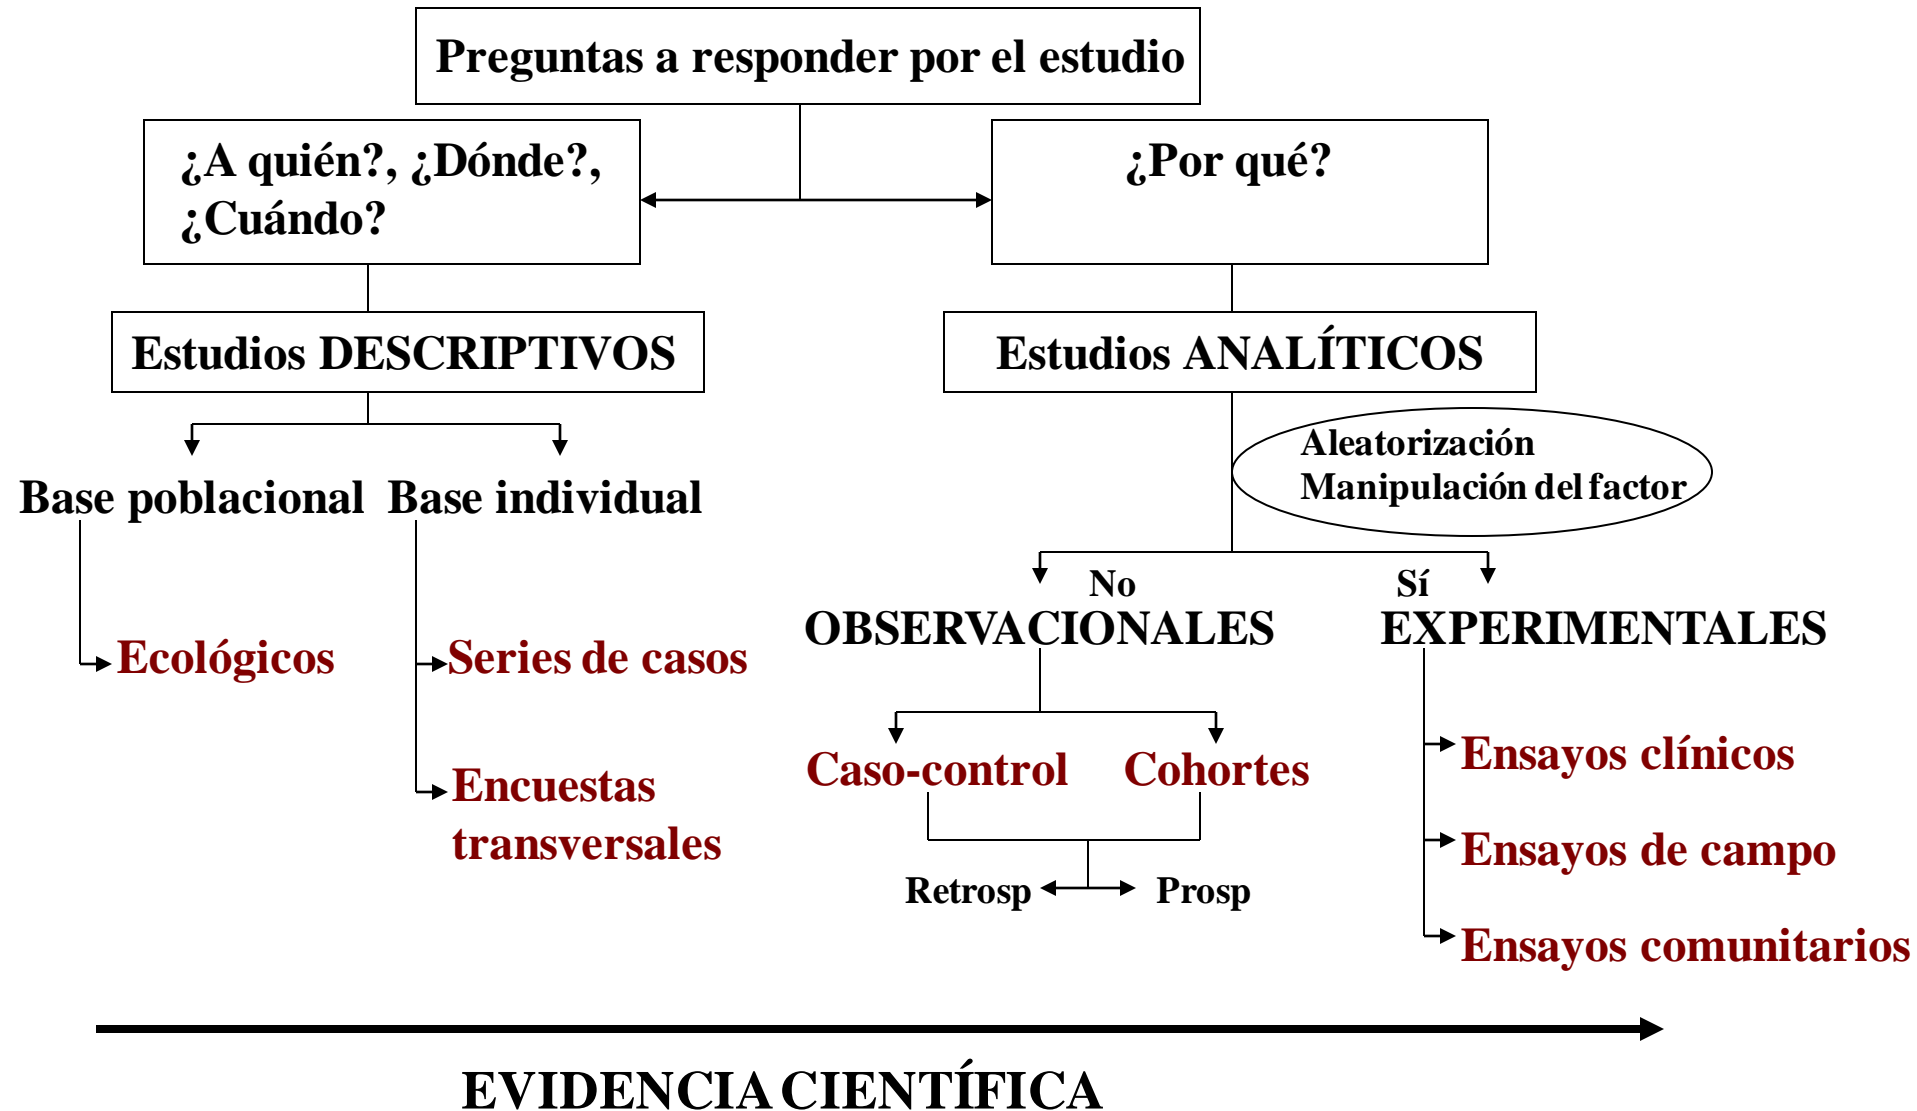 Preguntas a responder por el estudio
¿A quién?, ¿Dónde?,
¿Cuándo?
¿Por qué?
Estudios DESCRIPTIVOS
Estudios ANALÍTICOS
Aleatorización
Manipulación del factor
Base poblacional
Base individual
No
Sí
OBSERVACIONALES
EXPERIMENTALES
Ecológicos
Series de casos
Encuestas
transversales
Caso-control
Cohortes
Retrosp
Prosp
Ensayos clínicos
Ensayos de campo
Ensayos comunitarios
EVIDENCIA CIENTÍFICA